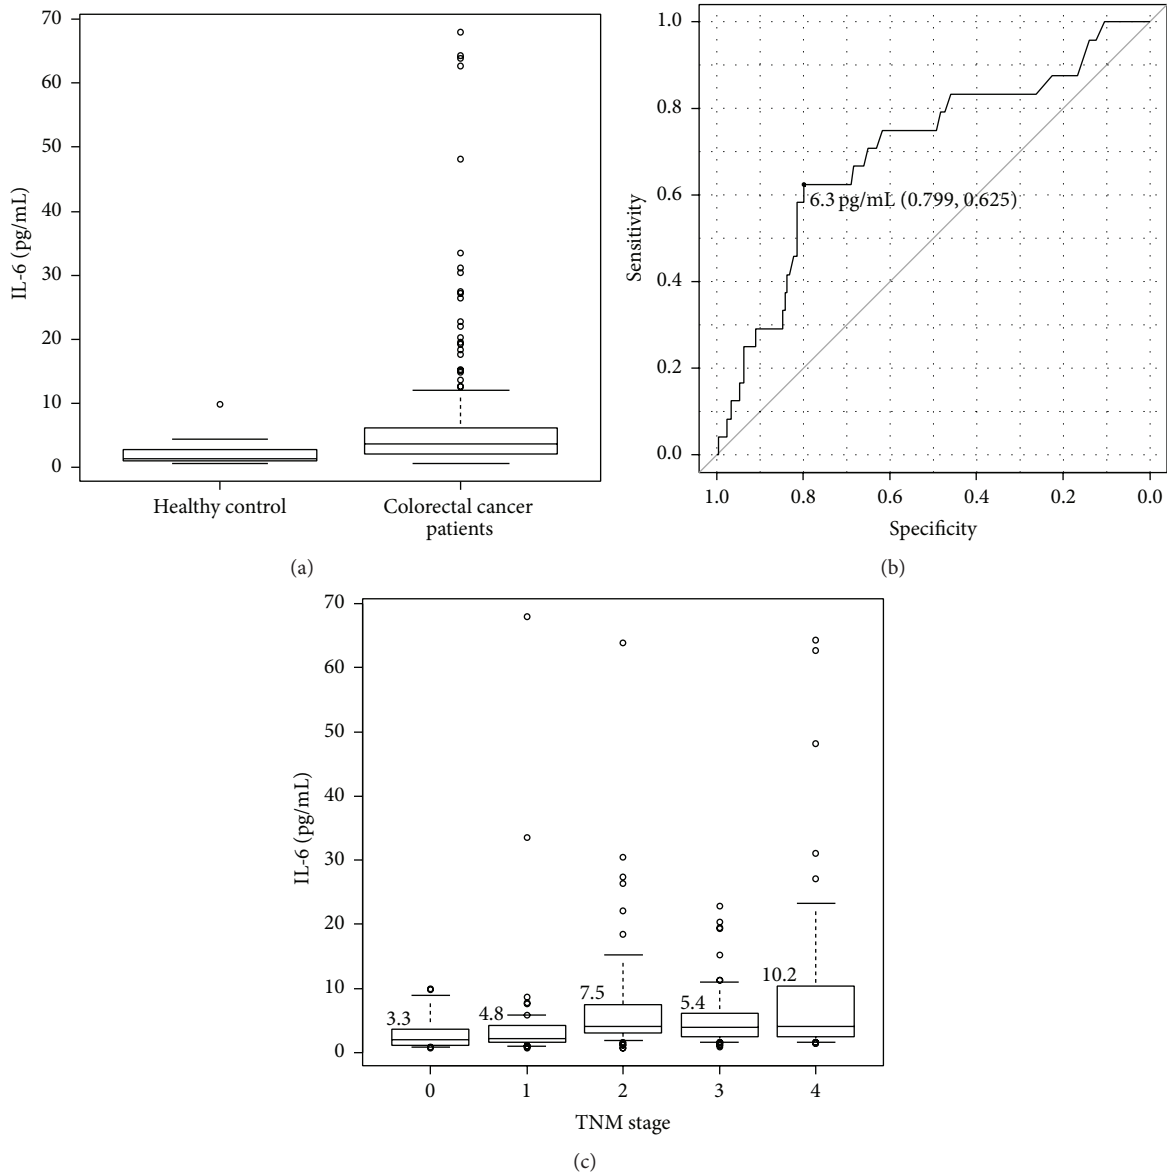 70
60
50
40
30
20
10
0
IL-6 (pg/mL)
Healthy control
Colorectal cancer
patients
(a)
1.0
0.8
0.6
0.4
0.2
0.0
Sensitivity
6.3 pg/mL (0.799, 0.625)
1.0 0.8 0.6 0.4 0.2 0.0
Specificity
(b)
70
60
50
40
30
20
10
0
IL-6 (pg/mL)
3.3
4.8
7.5
5.4
10.2
0 1 2 3 4
TNM stage
(c)